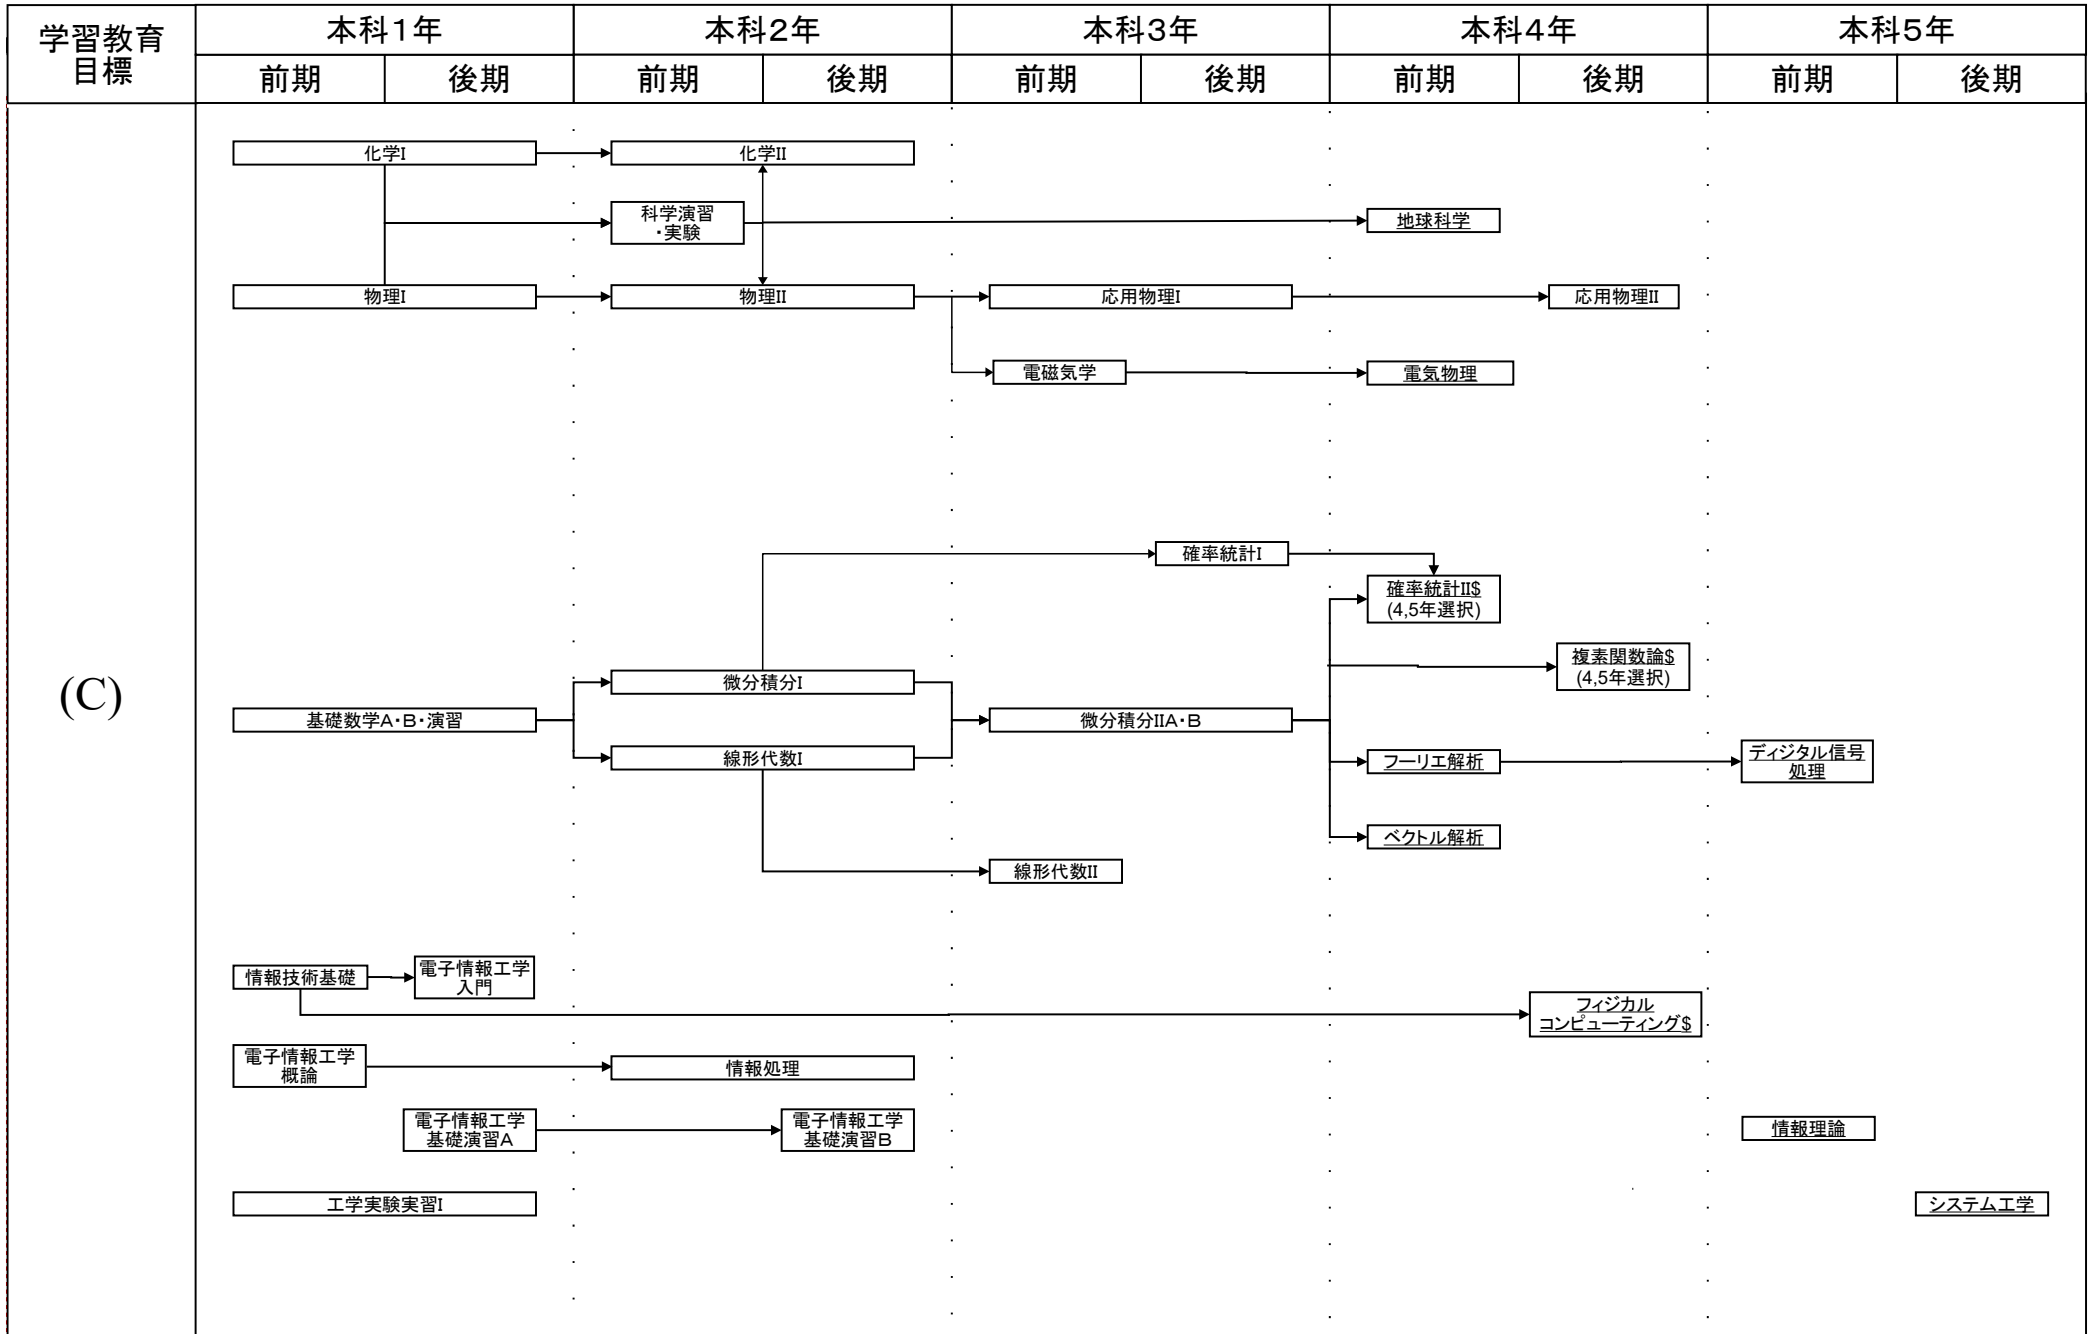 学習教育
目標
本科1年
本科2年
本科3年
本科4年
本科5年
前期
後期
前期
後期
前期
後期
前期
後期
前期
後期
(C)
化学I
化学II
科学演習
・実験
地球科学
物理I
物理II
応用物理I
応用物理II
電磁気学
電気物理
確率統計I
確率統計II$
(4,5年選択)
複素関数論$
(4,5年選択)
微分積分I
基礎数学A・B・演習
微分積分IIA・B
線形代数I
フーリエ解析
ディジタル信号
処理
ベクトル解析
線形代数II
情報技術基礎
電子情報工学
入門
フィジカル
コンピューティング$
電子情報工学
概論
情報処理
電子情報工学
基礎演習A
電子情報工学
基礎演習B
情報理論
工学実験実習I
システム工学